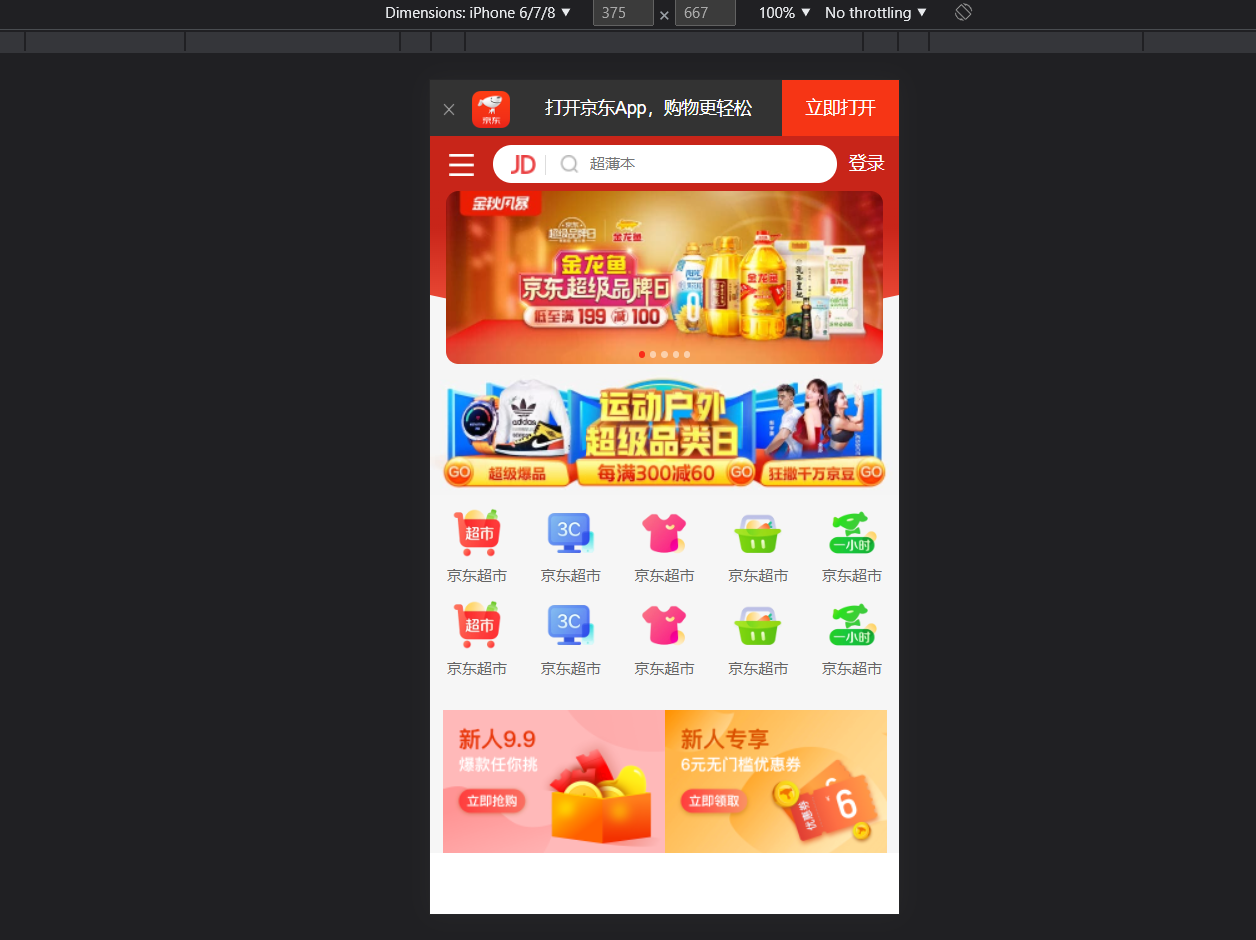 Dimensions: iPhone 6/7/8 ▼ 375 × 667 100% ▼ No throttling ▼
× 京东 打开京东App，购物更轻松 立即打开
JD 超薄本 登录
金秋风暴
超级品牌日 金龙鱼
金龙鱼
京东超级品牌日
低至满 199 减 100
运动户外
超级品类日
adidas
GO 超级爆品 每满300减60 GO 狂撒千万京豆 GO
超市 3C 一小时
京东超市 京东超市 京东超市 京东超市 京东超市
超市 3C 一小时
京东超市 京东超市 京东超市 京东超市 京东超市
新人9.9 新人专享
爆款任你挑 6元无门槛优惠券
立即抢购 立即领取 优惠券 6